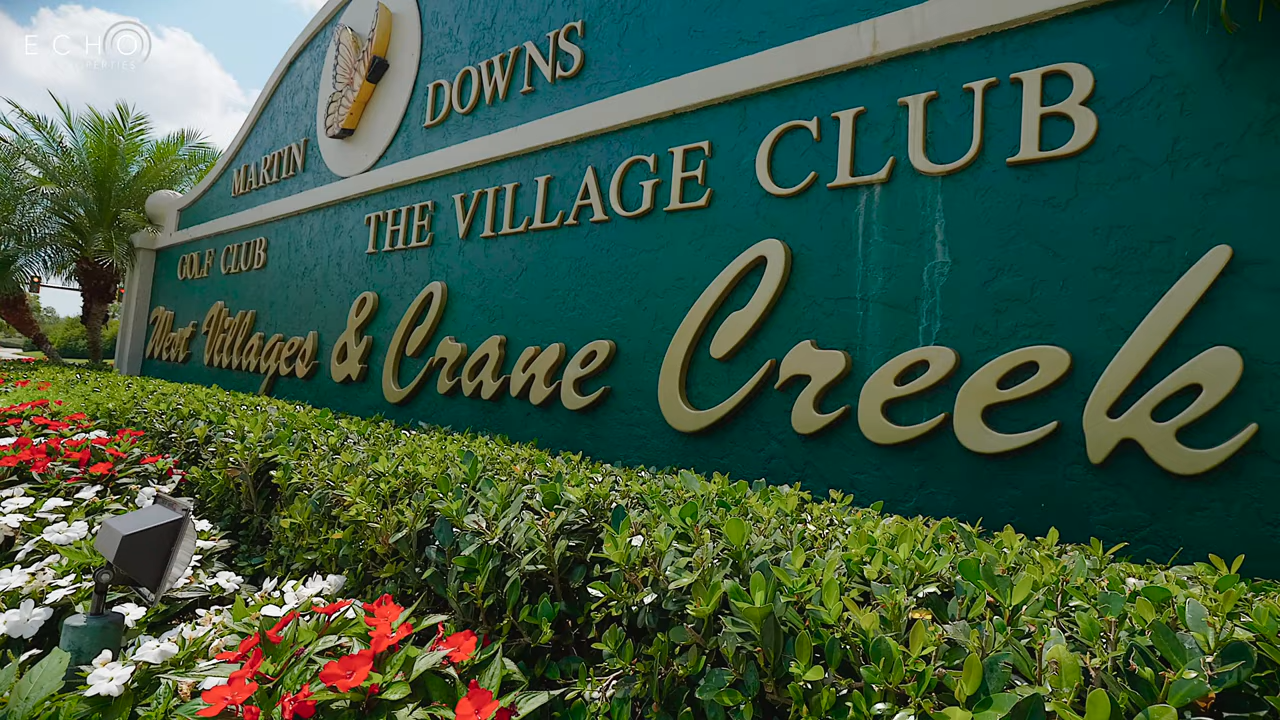 ECHO
PROPERTIES
MARTIN DOWNS
GOLF CLUB THE VILLAGE CLUB
West Villages & Crane Creek